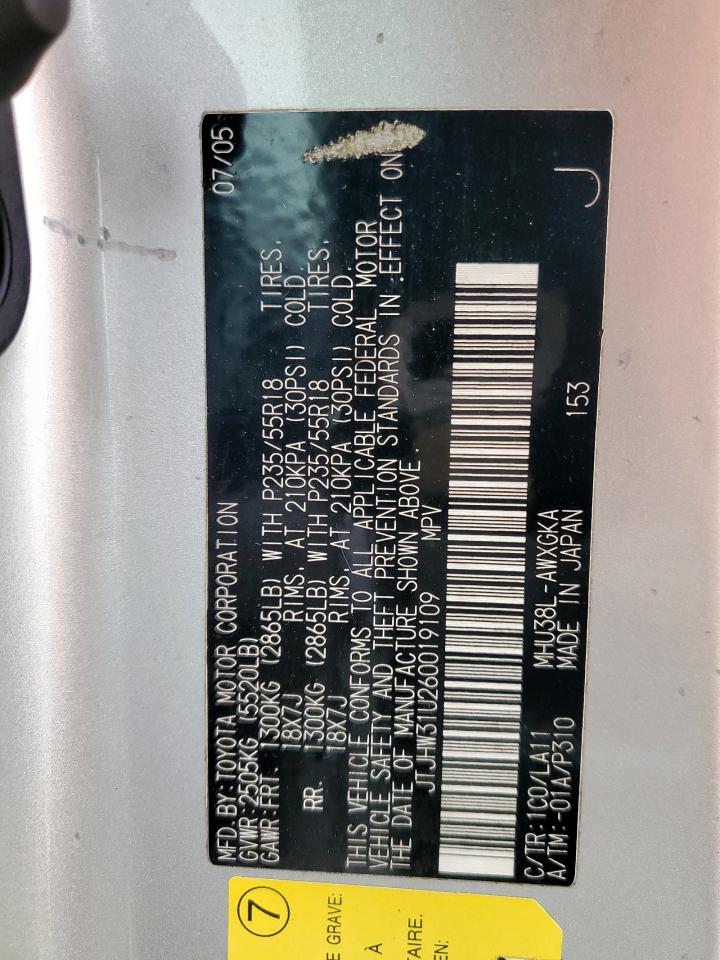 MFD. BY: TOYOTA MOTOR CORPORATION 07/05
GVWR: 2505KG (5520LB)
GAWR: FRT. 1300KG (2865LB) WITH P235/55R18 TIRES,
18X7J RIMS, AT 210KPA (30PSI) COLD.
RR. 1300KG (2865LB) WITH P235/55R18 TIRES,
18X7J RIMS, AT 210KPA (30PSI) COLD
THIS VEHICLE CONFORMS TO ALL APPLICABLE FEDERAL MOTOR
VEHICLE SAFETY AND THEFT PREVENTION STANDARDS IN EFFECT ON
THE DATE OF MANUFACTURE SHOWN ABOVE.
JTJHW31U260019109 MPV
C/TR: 1C0/LA11 MHU38L-AWXGKA 153
A/TM: -01A/P310 MADE IN JAPAN
J
7
E GRAVE:
À
TAIRE.
EN: